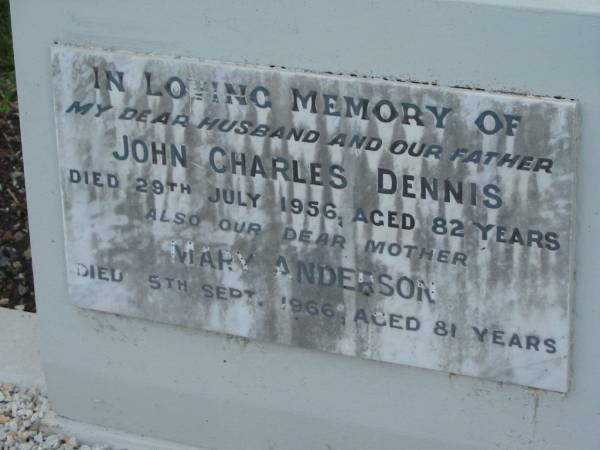 IN LOVING MEMORY OF
MY DEAR HUSBAND AND OUR FATHER
JOHN CHARLES DENNIS
DIED 29TH JULY 1956, AGED 82 YEARS
ALSO OUR DEAR MOTHER
MARY ANDERSON
DIED 5TH SEPT. 1966, AGED 81 YEARS